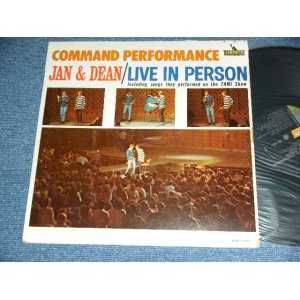 COMMAND PERFORMANCE
JAN & DEAN/LIVE IN PERSON
Including songs they performed on the TAMI Show